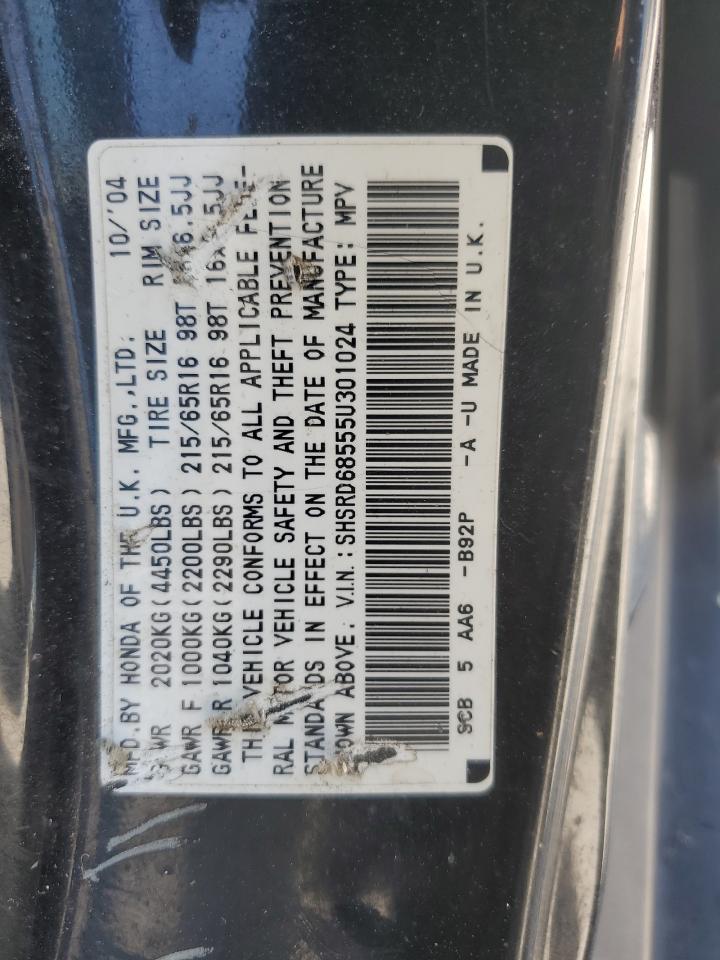 MFD. BY HONDA OF THE U.K. MFG.,LTD. 10/'04
GVWR 2020KG(4450LBS) TIRE SIZE RIM SIZE
GAWR F 1000KG(2200LBS) 215/65R16 98T 16X6.5JJ
GAWR R 1040KG(2290LBS) 215/65R16 98T 16X6.5JJ
THIS VEHICLE CONFORMS TO ALL APPLICABLE FEDE-
RAL MOTOR VEHICLE SAFETY AND THEFT PREVENTION
STANDARDS IN EFFECT ON THE DATE OF MANUFACTURE
SHOWN ABOVE. V.I.N.:SHSRD68555U301024 TYPE: MPV
9CB 5 AA6 -B92P -A -U MADE IN U.K.